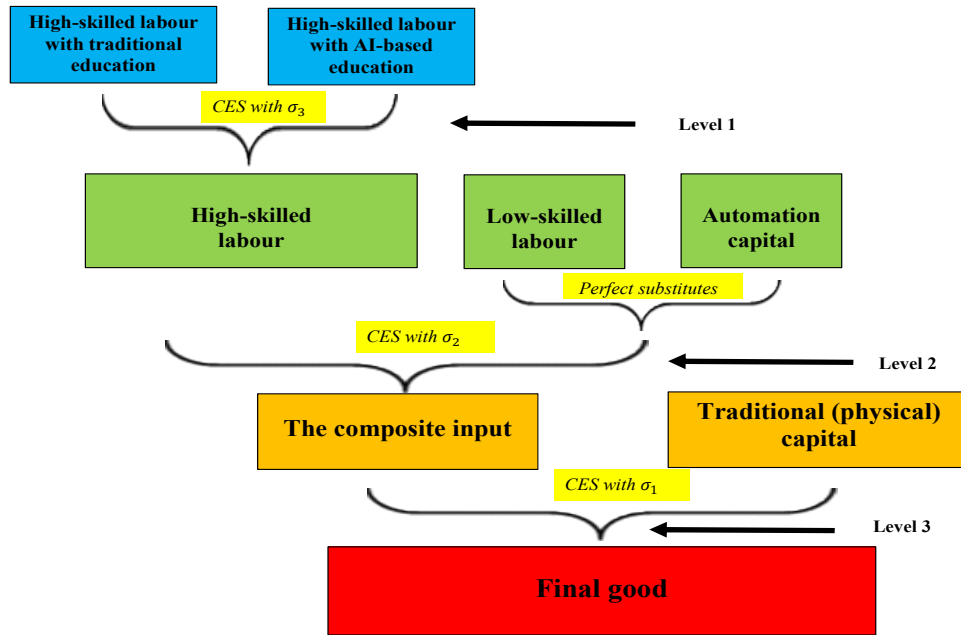 High-skilled labour
with traditional
education
High-skilled labour
with AI-based
education
CES with σ₃
Level 1
High-skilled
labour
Low-skilled
labour
Automation
capital
Perfect substitutes
CES with σ₂
Level 2
The composite input
Traditional (physical)
capital
CES with σ₁
Level 3
Final good